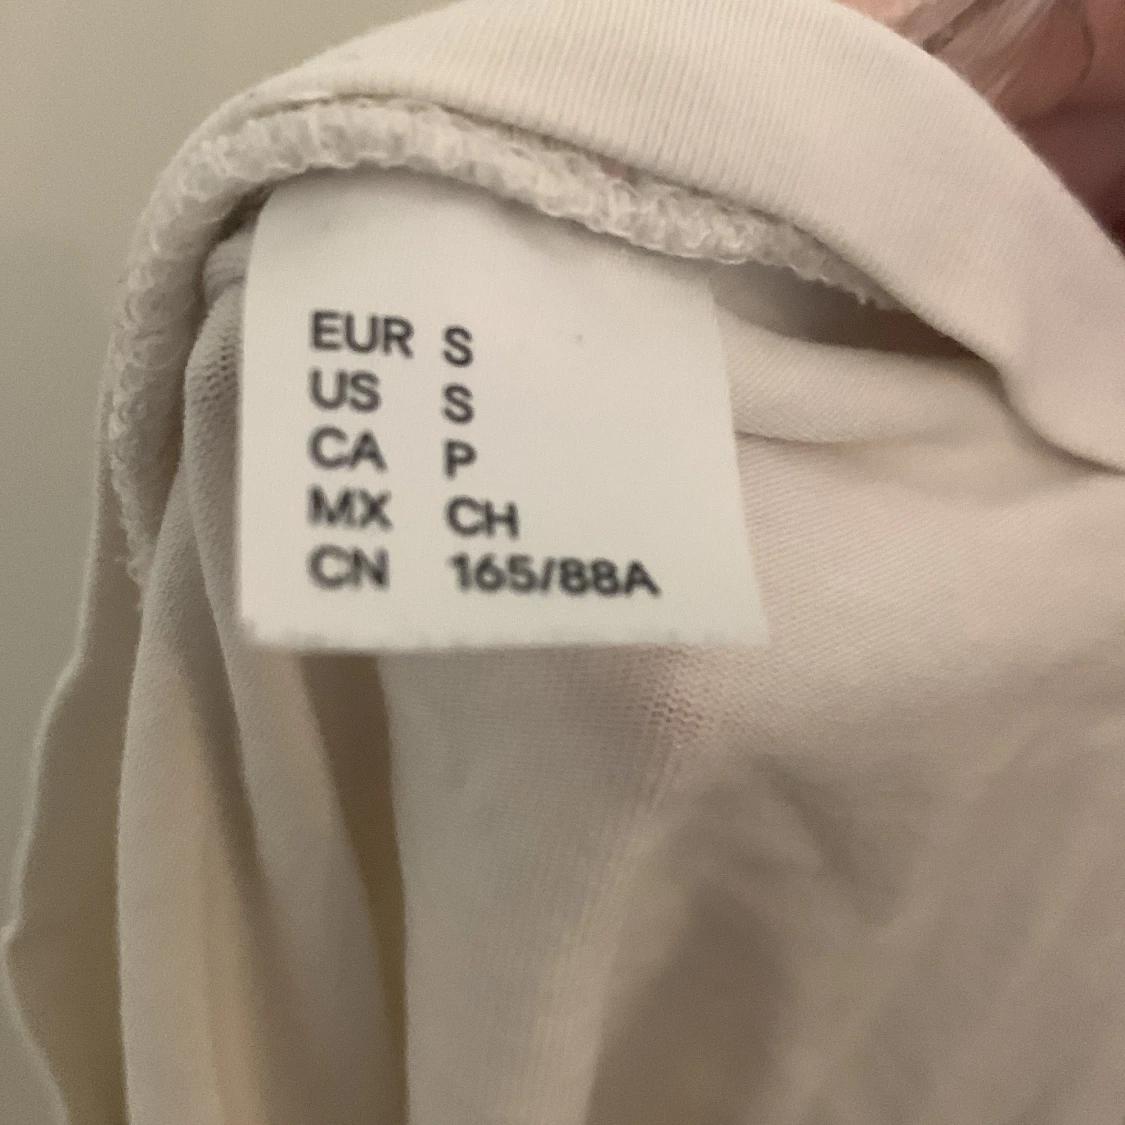 EUR S
US S
CA P
MX CH
CN 165/88A